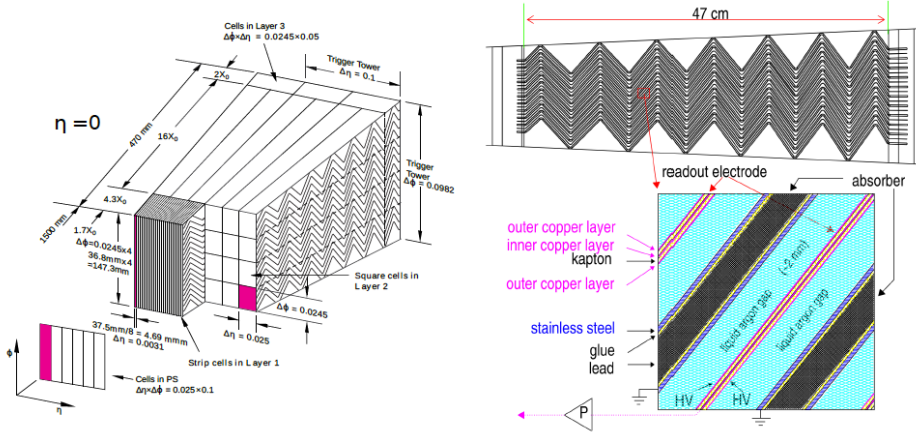 Cells in Layer 3
Δϕ×Δη = 0.0245×0.05
Trigger Tower
Δη = 0.1
2X₀
η = 0
470 mm
16X₀
Trigger
Tower
Δϕ = 0.0982
4.3X₀
1500 mm
1.7X₀
Δϕ=0.0245x4
36.8mmx4
=147.3mm
Square cells in
Layer 2
Δϕ = 0.0245
37.5mm/8 = 4.69 mmm
Δη = 0.0031
Δη = 0.025
Strip cells in Layer 1
ϕ
η
Cells in PS
Δη×Δϕ = 0.025×0.1
47 cm
readout electrode
absorber
outer copper layer
inner copper layer
kapton
outer copper layer
stainless steel
glue
lead
(~2 mm)
liquid argon gap
liquid argon gap
HV
HV
P